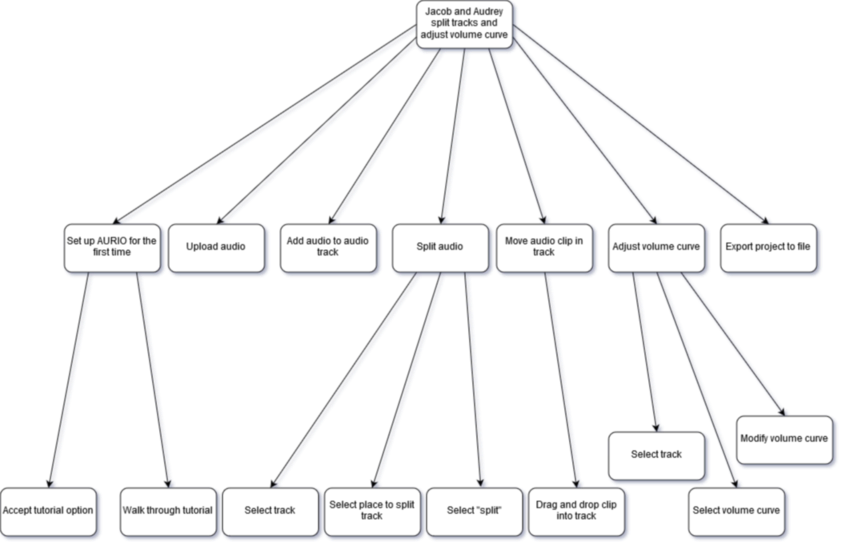 Jacob and Audrey
split tracks and
adjust volume curve
Set up AURIO for the
first time
Upload audio
Add audio to audio
track
Split audio
Move audio clip in
track
Adjust volume curve
Export project to file
Select track
Modify volume curve
Accept tutorial option
Walk through tutorial
Select track
Select place to split
track
Select "split"
Drag and drop clip
into track
Select volume curve